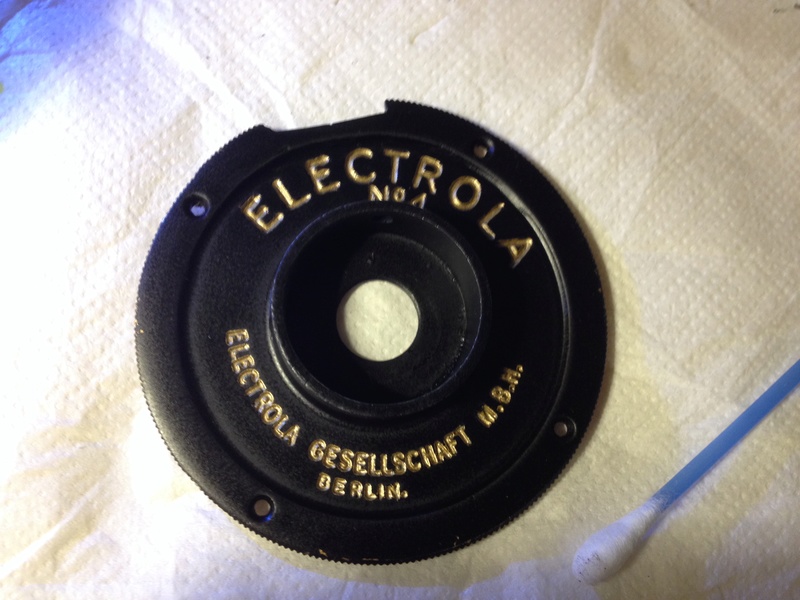 ELECTROLA
No 4
ELECTROLA GESELLSCHAFT M.B.H.
BERLIN.